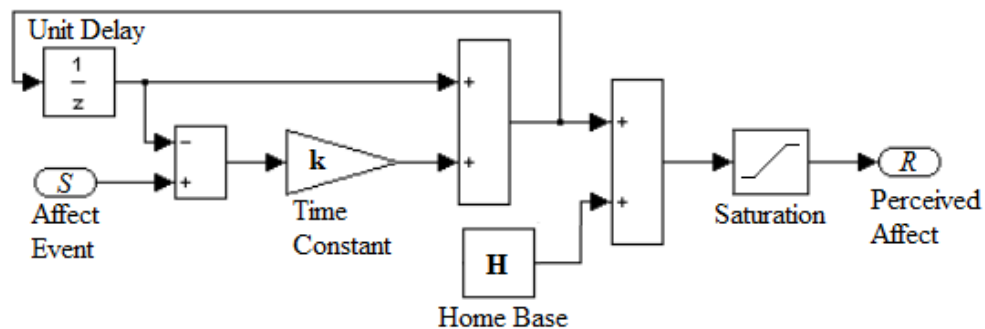 Unit Delay
1
z
+
−
+
S
Affect
Event
k
Time
Constant
+
H
Home Base
+
+
Saturation
R
Perceived
Affect